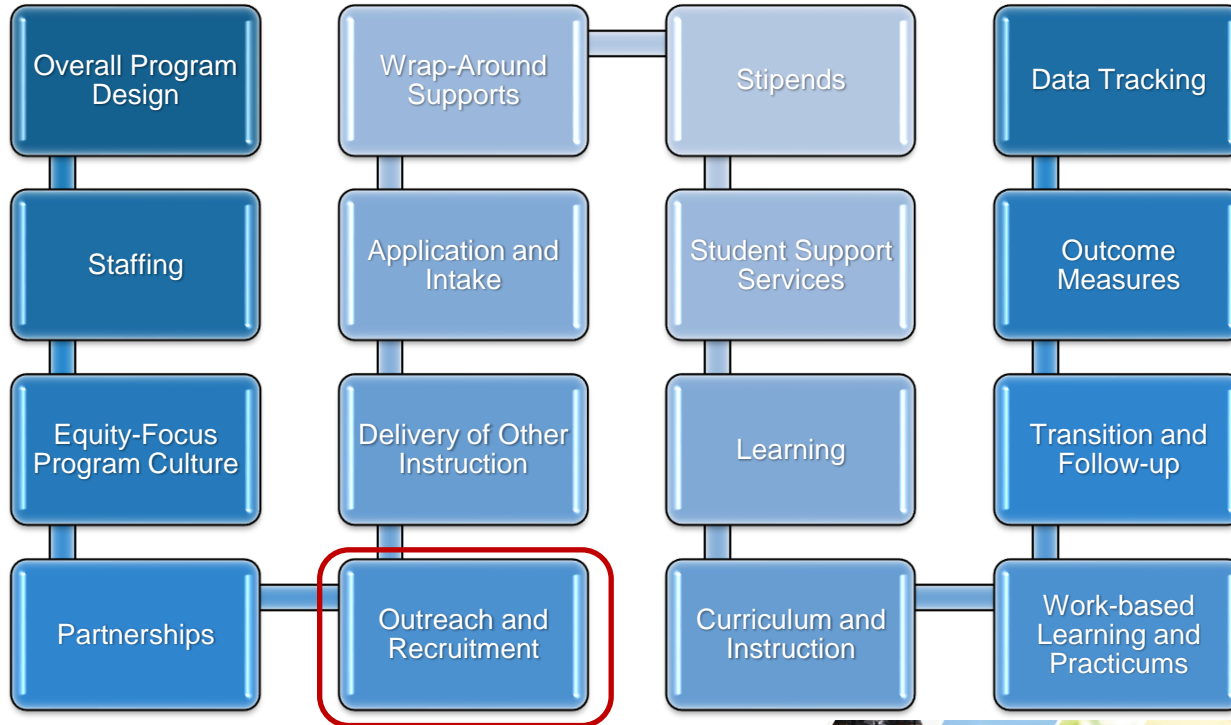 Overall Program
Design
Staffing
Equity-Focus
Program Culture
Partnerships
Outreach and
Recruitment
Delivery of Other
Instruction
Application and
Intake
Wrap-Around
Supports
Stipends
Student Support
Services
Learning
Curriculum and
Instruction
Work-based
Learning and
Practicums
Transition and
Follow-up
Outcome
Measures
Data Tracking